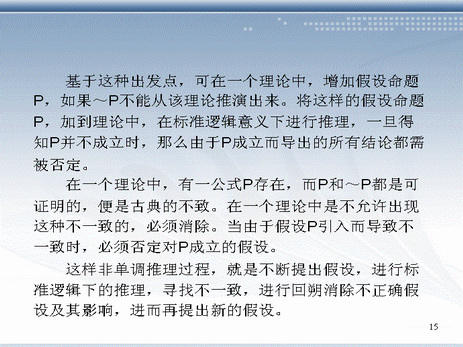 基于这种出发点，可在一个理论中，增加假设命题
P，如果～P不能从该理论推演出来。将这样的假设命题
P，加到理论中，在标准逻辑意义下进行推理，一旦得
知P并不成立时，那么由于P成立而导出的所有结论都需
被否定。
在一个理论中，有一公式P存在，而P和～P都是可
证明的，便是古典的不致。在一个理论中是不允许出现
这种不一致的，必须消除。当由于假设P引入而导致不
一致时，必须否定对P成立的假设。
这样非单调推理过程，就是不断提出假设，进行标
准逻辑下的推理，寻找不一致，进行回朔消除不正确假
设及其影响，进而再提出新的假设。
15